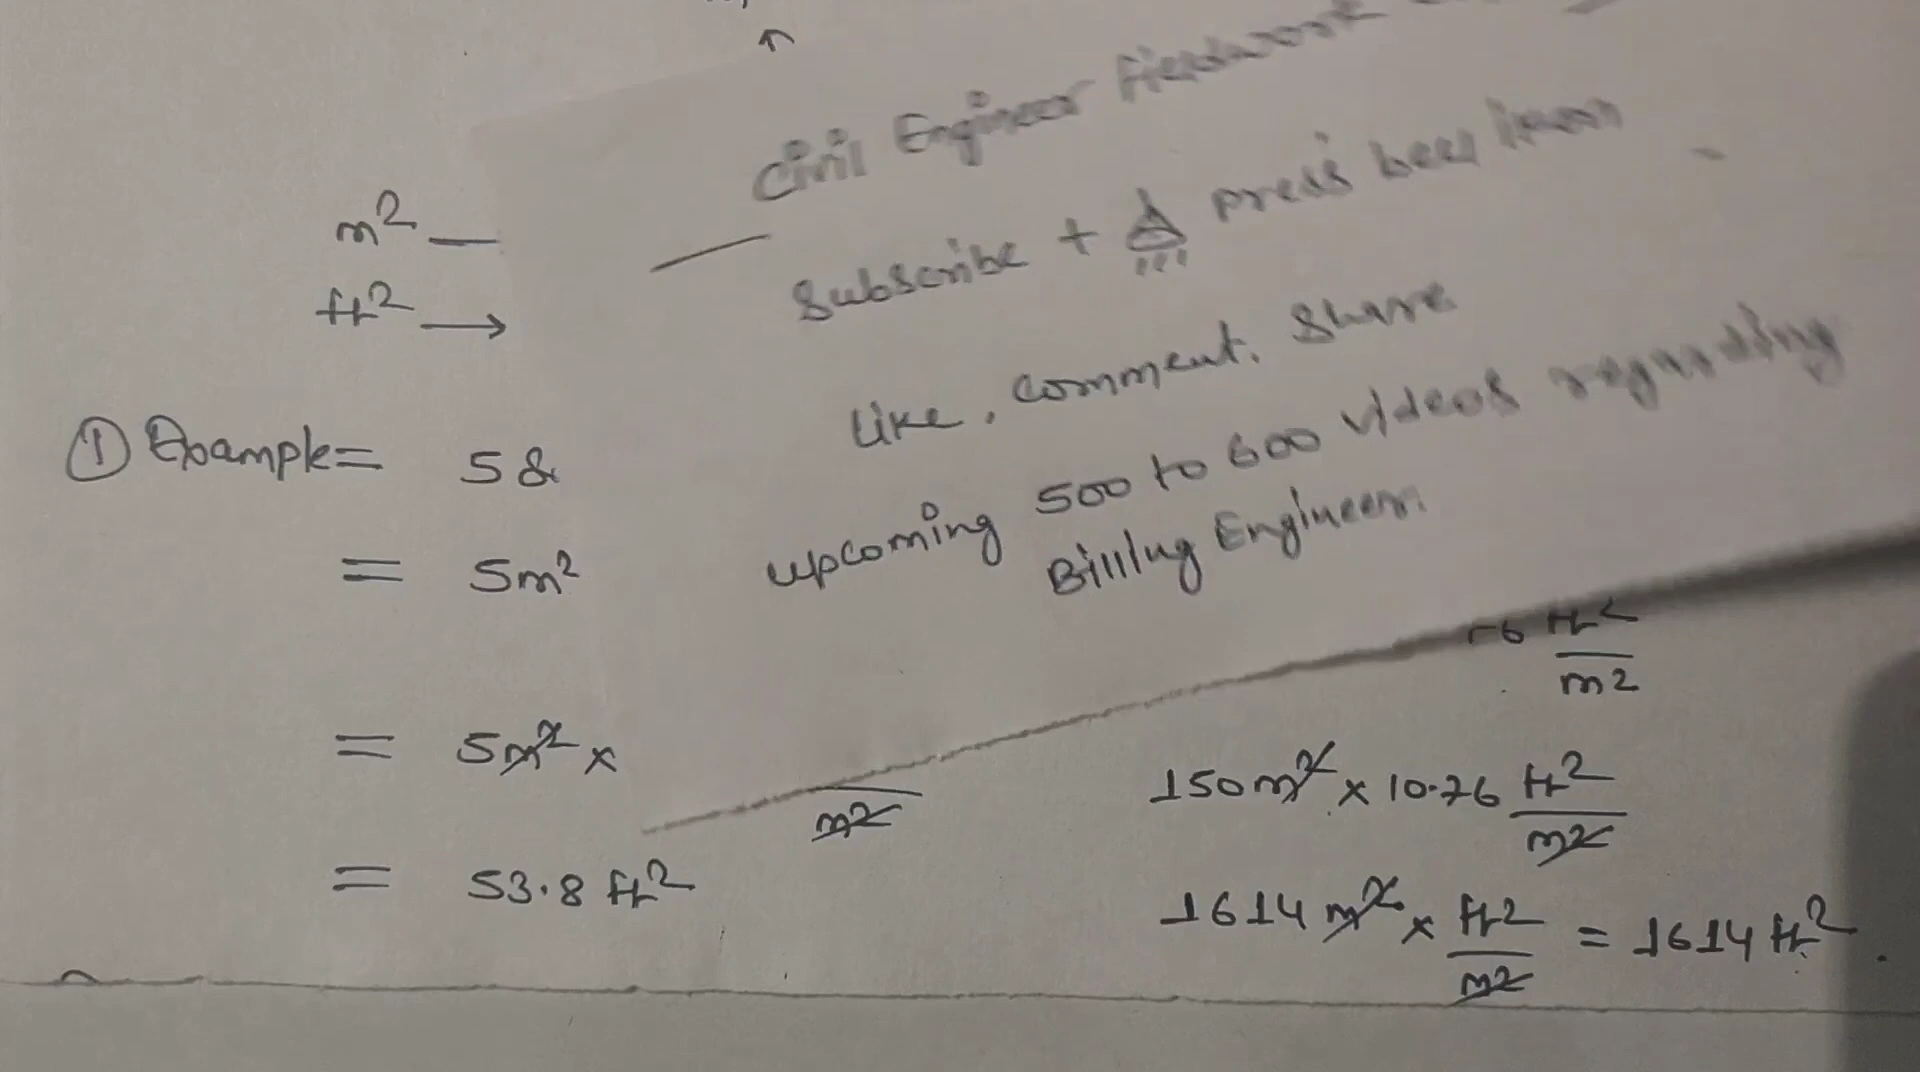 Civil Engineer Fieldwork
Subscribe + press bell icon
Like, Comment. Share
upcoming 500 to 600 videos regarding
Billing Engineer.
m²
ft² →
① Example = 5 &
= 5m²
= 5m² ×
m²
= 53.8 ft²
ft²
m²
150m² × 10.76 ft²
m²
1614 m² × ft² = 1614 ft².
m²